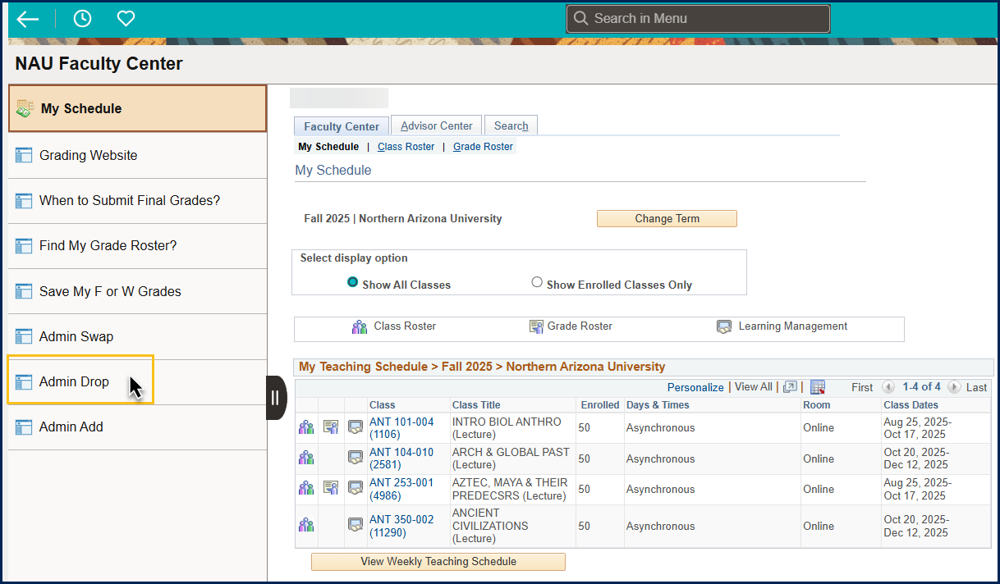 Search in Menu
NAU Faculty Center
My Schedule
Grading Website
When to Submit Final Grades?
Find My Grade Roster?
Save My F or W Grades
Admin Swap
Admin Drop
Admin Add
Faculty Center Advisor Center Search
My Schedule | Class Roster | Grade Roster
My Schedule
Fall 2025 | Northern Arizona University Change Term
Select display option
Show All Classes Show Enrolled Classes Only
Class Roster Grade Roster Learning Management
My Teaching Schedule > Fall 2025 > Northern Arizona University
Personalize | View All | | First 1-4 of 4 Last
Class Class Title Enrolled Days & Times Room Class Dates
ANT 101-004 (1106) INTRO BIOL ANTHRO (Lecture) 50 Asynchronous Online Aug 25, 2025- Oct 17, 2025
ANT 104-010 (2581) ARCH & GLOBAL PAST (Lecture) 50 Asynchronous Online Oct 20, 2025- Dec 12, 2025
ANT 253-001 (4986) AZTEC, MAYA & THEIR PREDECSRS (Lecture) 50 Asynchronous Online Aug 25, 2025- Oct 17, 2025
ANT 350-002 (11290) ANCIENT CIVILIZATIONS (Lecture) 50 Asynchronous Online Oct 20, 2025- Dec 12, 2025
View Weekly Teaching Schedule